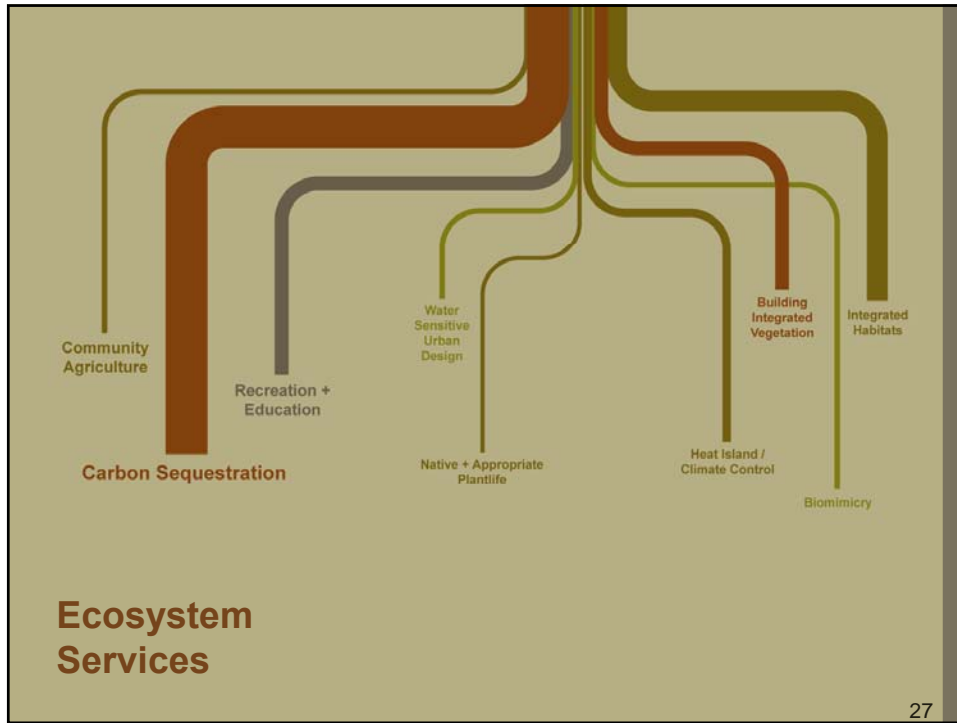 Community
Agriculture
Carbon Sequestration
Recreation +
Education
Water
Sensitive
Urban
Design
Native + Appropriate
Plantlife
Heat Island /
Climate Control
Building
Integrated
Vegetation
Biomimicry
Integrated
Habitats
Ecosystem
Services
27